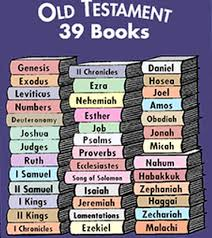 OLD TESTAMENT
39 Books
Genesis
Exodus
Leviticus
Numbers
Deuteronomy
Joshua
Judges
Ruth
I Samuel
II Samuel
I Kings
II Kings
I Chronicles
II Chronicles
Ezra
Nehemiah
Esther
Job
Psalms
Proverbs
Ecclesiastes
Song of Solomon
Isaiah
Jeremiah
Lamentations
Ezekiel
Daniel
Hosea
Joel
Amos
Obadiah
Jonah
Micah
Nahum
Habakkuk
Zephaniah
Haggai
Zechariah
Malachi